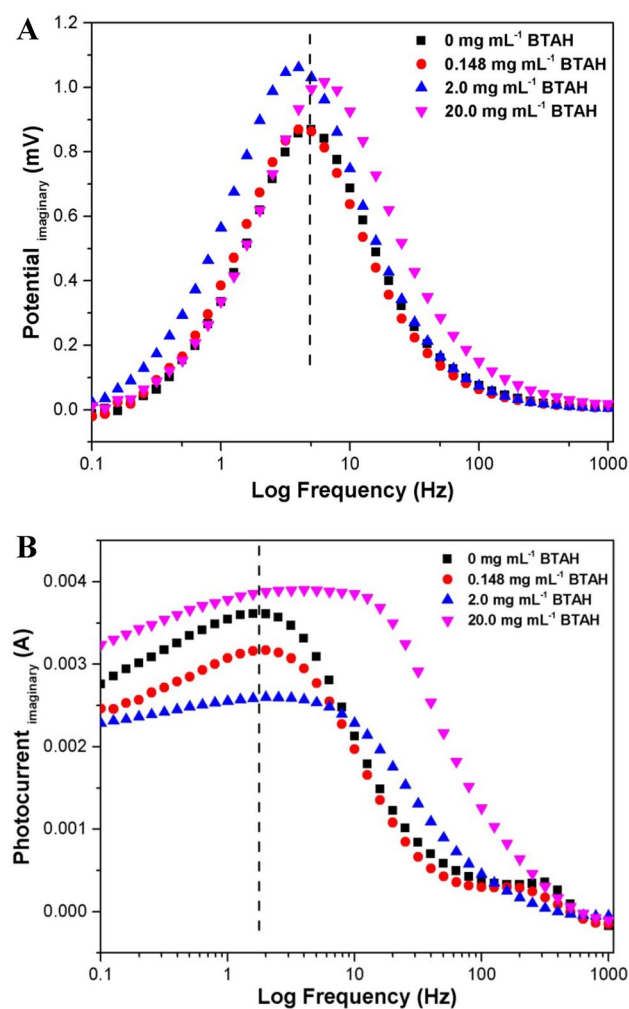 A
0 mg mL⁻¹ BTAH
0.148 mg mL⁻¹ BTAH
2.0 mg mL⁻¹ BTAH
20.0 mg mL⁻¹ BTAH
Potential imaginary (mV)
1.2
1.0
0.8
0.6
0.4
0.2
0.0
0.1 1 10 100 1000
Log Frequency (Hz)
B
0 mg mL⁻¹ BTAH
0.148 mg mL⁻¹ BTAH
2.0 mg mL⁻¹ BTAH
20.0 mg mL⁻¹ BTAH
Photocurrent imaginary (A)
0.004
0.003
0.002
0.001
0.000
0.1 1 10 100 1000
Log Frequency (Hz)